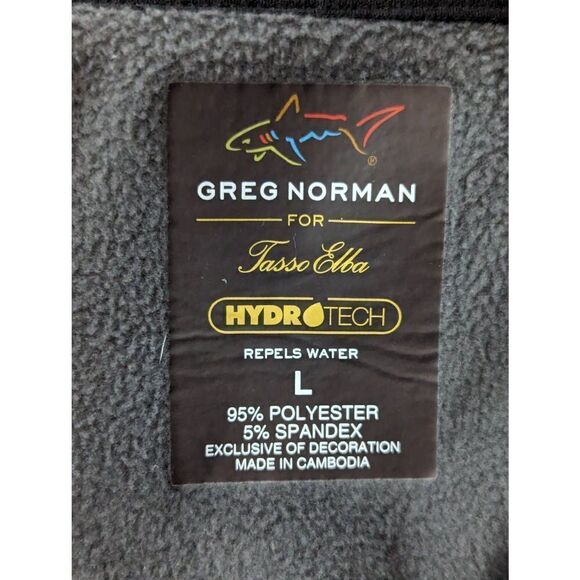 ®
GREG NORMAN
FOR
Tasso Elba
HYDROTECH
REPELS WATER
L
95% POLYESTER
5% SPANDEX
EXCLUSIVE OF DECORATION
MADE IN CAMBODIA